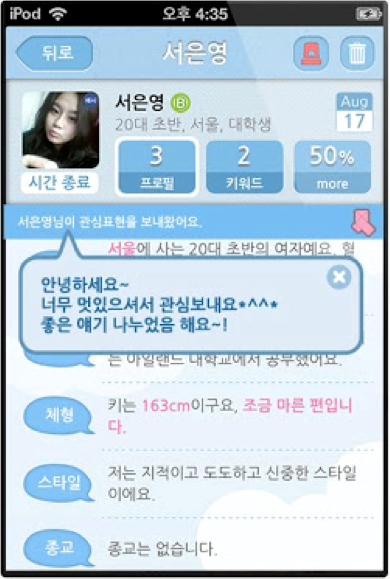 iPod 오후 4:35
뒤로 서은영
서은영 B
20대 초반, 서울, 대학생
Aug
17
시간 종료
3
프로필
2
키워드
50%
more
서은영님이 관심표현을 보내왔어요.
서울에 사는 20대 초반의 여자예요. 혈
안녕하세요~
너무 멋있으셔서 관심보내요*^^*
좋은 얘기 나누었음 해요~!
는 아일랜드 대학교에서 공부했어요.
체형
키는 163cm이구요, 조금 마른 편입니
다.
스타일
저는 지적이고 도도하고 신중한 스타일
이에요.
종교
종교는 없습니다.